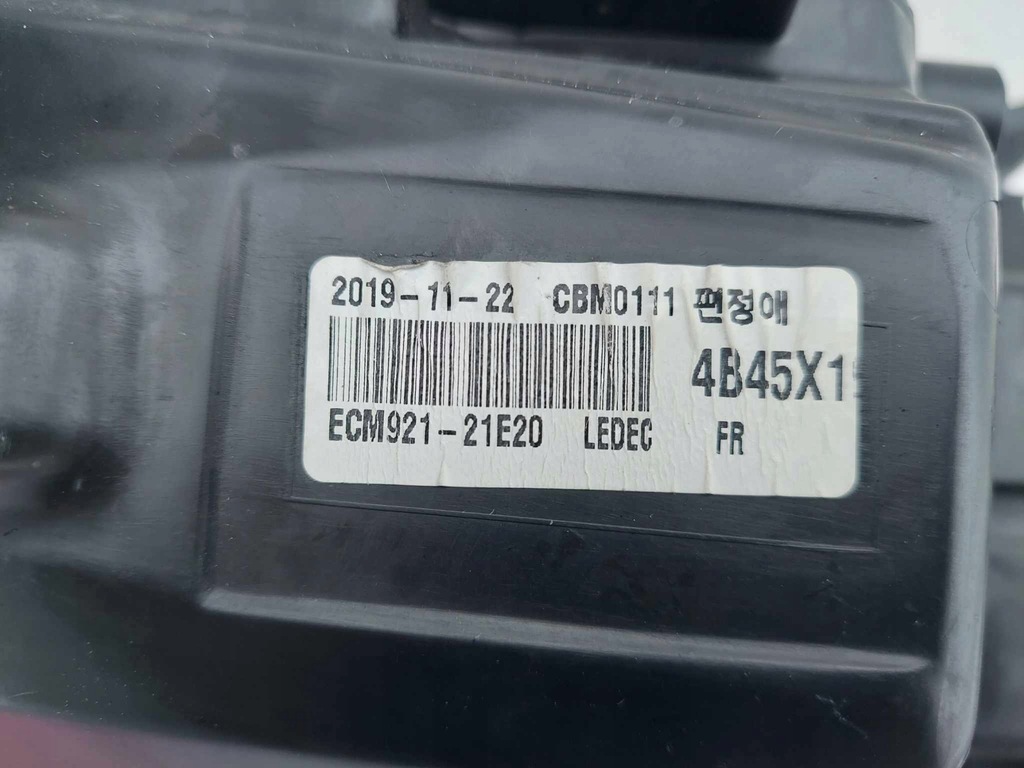 2019-11-22 CBM0111 편정애
4B45X1
ECM921-21E20 LEDEC FR